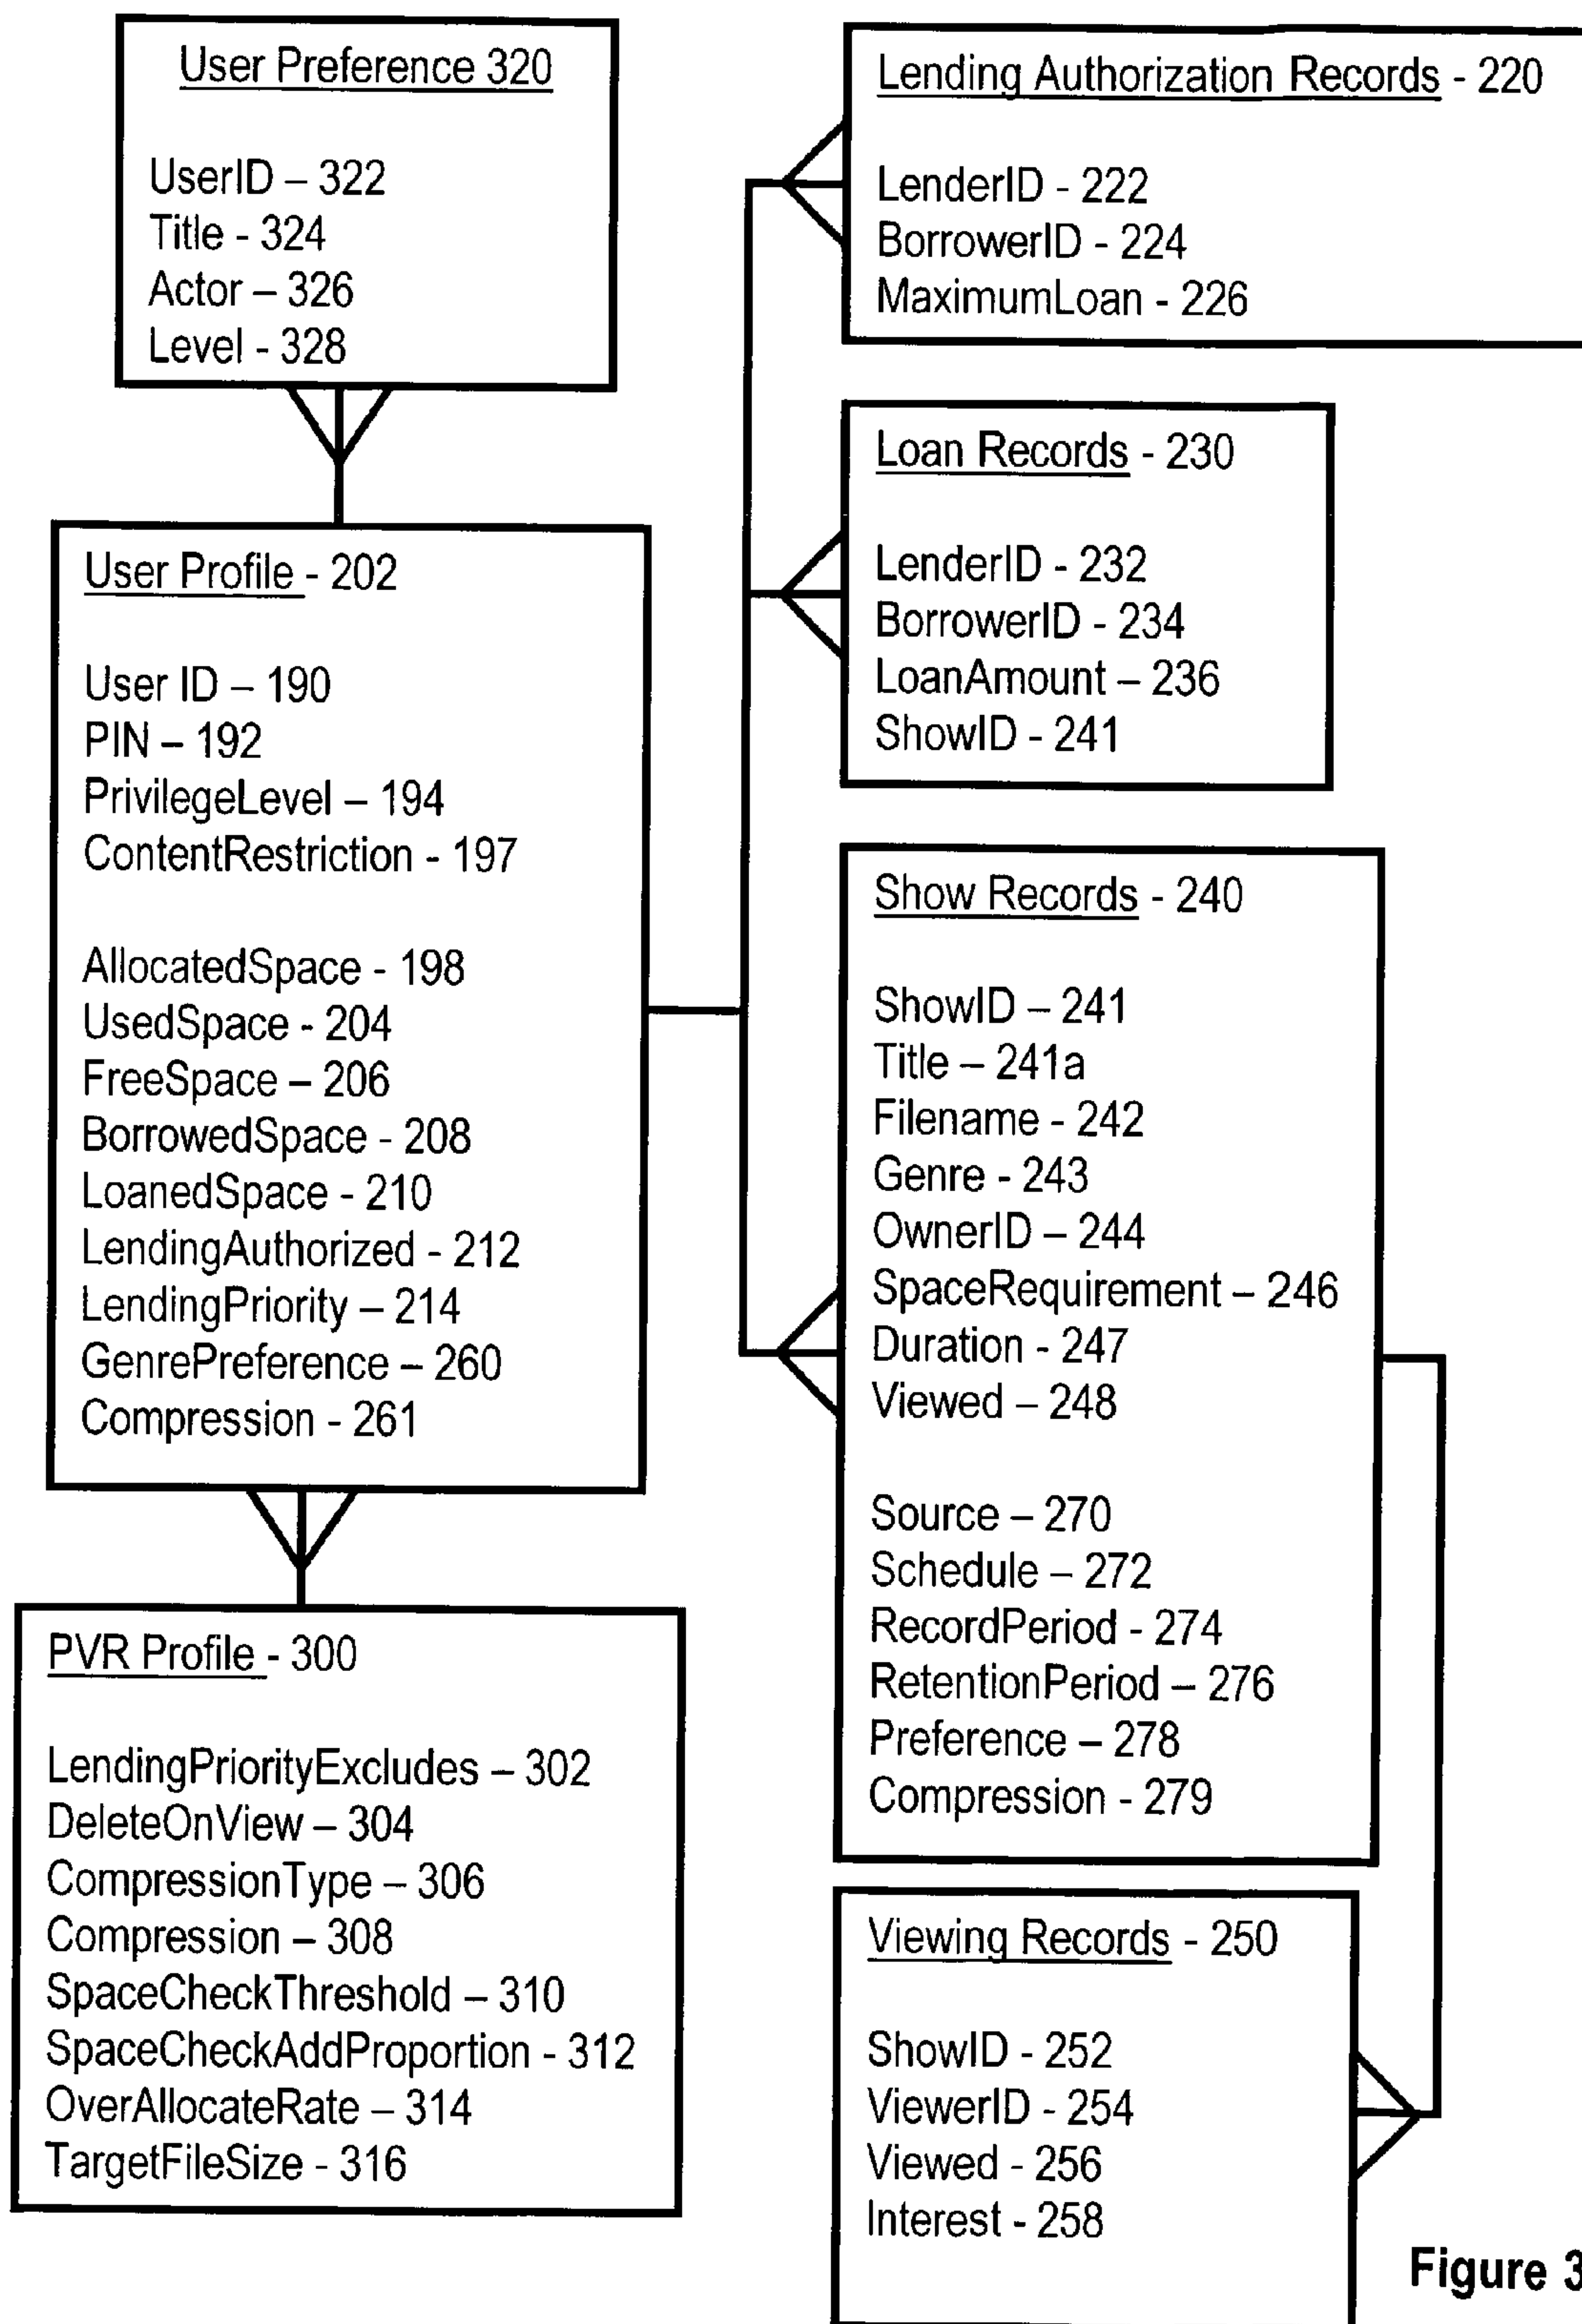 User Preference 320
UserID – 322
Title - 324
Actor – 326
Level - 328
User Profile - 202
User ID – 190
PIN – 192
PrivilegeLevel – 194
ContentRestriction - 197
AllocatedSpace - 198
UsedSpace - 204
FreeSpace – 206
BorrowedSpace - 208
LoanedSpace - 210
LendingAuthorized - 212
LendingPriority – 214
GenrePreference – 260
Compression - 261
PVR Profile - 300
LendingPriorityExcludes – 302
DeleteOnView – 304
CompressionType – 306
Compression – 308
SpaceCheckThreshold – 310
SpaceCheckAddProportion - 312
OverAllocateRate – 314
TargetFileSize - 316
Lending Authorization Records - 220
LenderID - 222
BorrowerID - 224
MaximumLoan - 226
Loan Records - 230
LenderID - 232
BorrowerID - 234
LoanAmount – 236
ShowID - 241
Show Records - 240
ShowID – 241
Title – 241a
Filename - 242
Genre - 243
OwnerID – 244
SpaceRequirement – 246
Duration - 247
Viewed – 248
Source – 270
Schedule – 272
RecordPeriod - 274
RetentionPeriod – 276
Preference – 278
Compression - 279
Viewing Records - 250
ShowID - 252
ViewerID - 254
Viewed - 256
Interest - 258
Figure 3